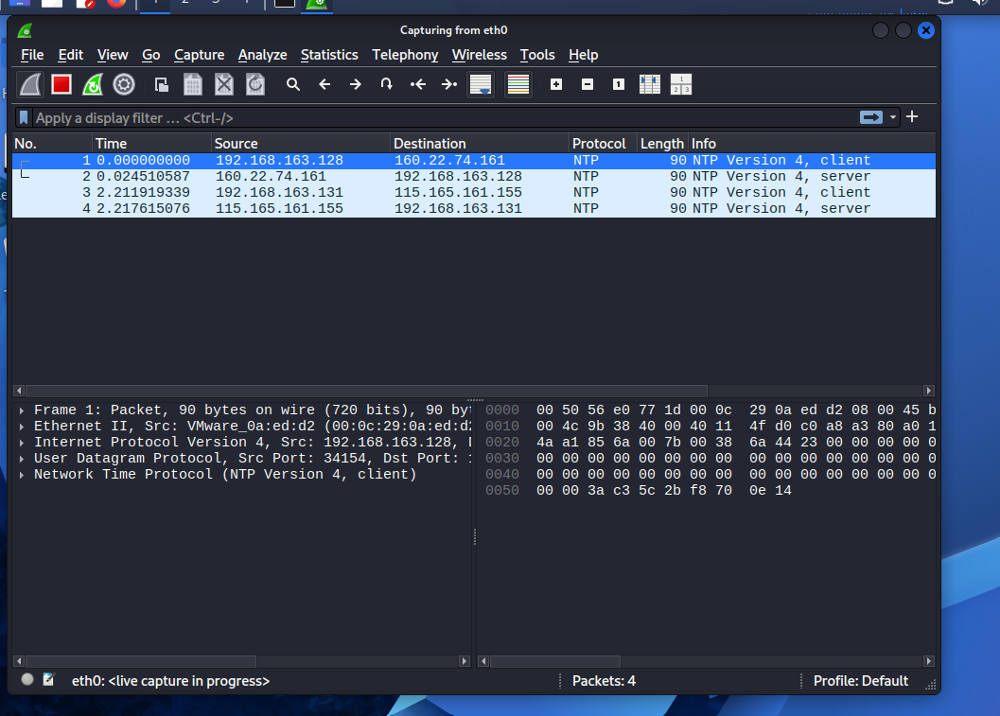 Capturing from eth0
File Edit View Go Capture Analyze Statistics Telephony Wireless Tools Help
Apply a display filter ... <Ctrl-/>
No. Time Source Destination Protocol Length Info
1 0.000000000 192.168.163.128 160.22.74.161 NTP 90 NTP Version 4, client
2 0.024510587 160.22.74.161 192.168.163.128 NTP 90 NTP Version 4, server
3 2.211919339 192.168.163.131 115.165.161.155 NTP 90 NTP Version 4, client
4 2.217615076 115.165.161.155 192.168.163.131 NTP 90 NTP Version 4, server
Frame 1: Packet, 90 bytes on wire (720 bits), 90 byt
Ethernet II, Src: VMware_0a:ed:d2 (00:0c:29:0a:ed:d2
Internet Protocol Version 4, Src: 192.168.163.128, D
User Datagram Protocol, Src Port: 34154, Dst Port: 1
Network Time Protocol (NTP Version 4, client)
0000 00 50 56 e0 77 1d 00 0c 29 0a ed d2 08 00 45 b
0010 00 4c 9b 38 40 00 40 11 4f d0 c0 a8 a3 80 a0 1
0020 4a a1 85 6a 00 7b 00 38 6a 44 23 00 00 00 00 0
0030 00 00 00 00 00 00 00 00 00 00 00 00 00 00 00 0
0040 00 00 00 00 00 00 00 00 00 00 00 00 00 00 00 0
0050 00 00 3a c3 5c 2b f8 70 0e 14
eth0: <live capture in progress>
Packets: 4
Profile: Default